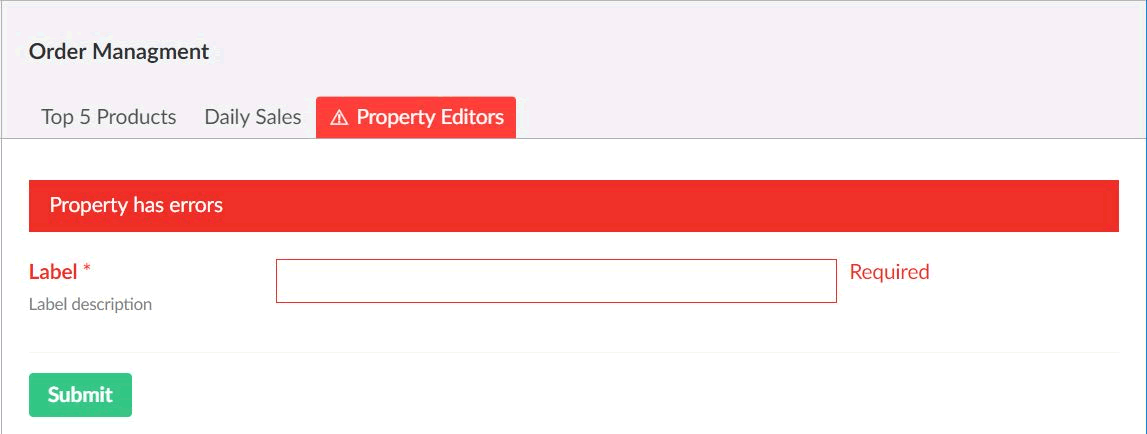 Order Managment
Top 5 Products Daily Sales Property Editors
Property has errors
Label * Required
Label description
Submit